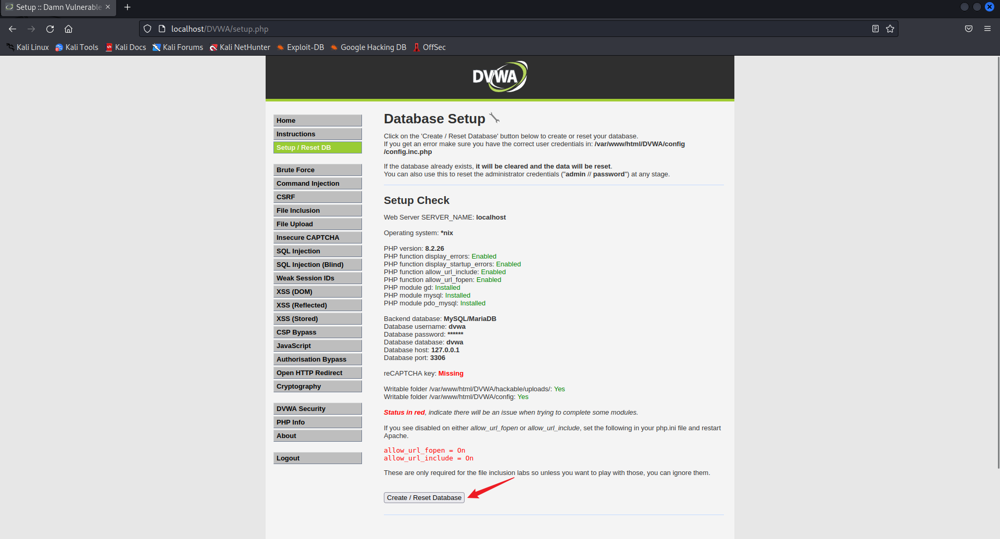 Setup :: Damn Vulnerable
localhost/DVWA/setup.php
Kali Linux Kali Tools Kali Docs Kali Forums Kali NetHunter Exploit-DB Google Hacking DB OffSec
DVWA
Home
Instructions
Setup / Reset DB
Brute Force
Command Injection
CSRF
File Inclusion
File Upload
Insecure CAPTCHA
SQL Injection
SQL Injection (Blind)
Weak Session IDs
XSS (DOM)
XSS (Reflected)
XSS (Stored)
CSP Bypass
JavaScript
Authorisation Bypass
Open HTTP Redirect
Cryptography
DVWA Security
PHP Info
About
Logout
Database Setup
Click on the 'Create / Reset Database' button below to create or reset your database.
If you get an error make sure you have the correct user credentials in: /var/www/html/DVWA/config
/config.inc.php
If the database already exists, it will be cleared and the data will be reset.
You can also use this to reset the administrator credentials ("admin // password") at any stage.
Setup Check
Web Server SERVER_NAME: localhost
Operating system: *nix
PHP version: 8.2.26
PHP function display_errors: Enabled
PHP function display_startup_errors: Enabled
PHP function allow_url_include: Enabled
PHP function allow_url_fopen: Enabled
PHP module gd: Installed
PHP module mysql: Installed
PHP module pdo_mysql: Installed
Backend database: MySQL/MariaDB
Database username: dvwa
Database password: ******
Database database: dvwa
Database host: 127.0.0.1
Database port: 3306
reCAPTCHA key: Missing
Writable folder /var/www/html/DVWA/hackable/uploads/: Yes
Writable folder /var/www/html/DVWA/config: Yes
Status in red, indicate there will be an issue when trying to complete some modules.
If you see disabled on either allow_url_fopen or allow_url_include, set the following in your php.ini file and restart
Apache.
allow_url_fopen = On
allow_url_include = On
These are only required for the file inclusion labs so unless you want to play with those, you can ignore them.
Create / Reset Database